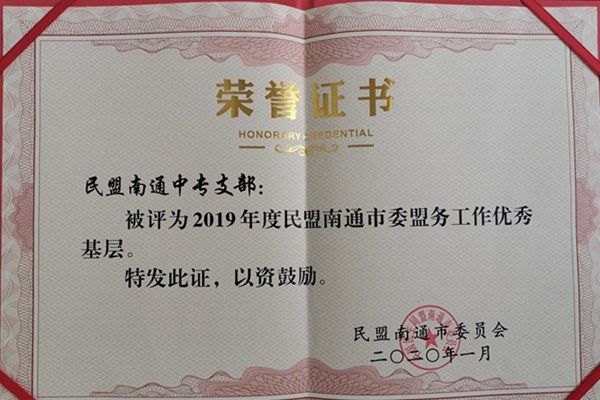 荣誉证书
HONORARY CREDENTIAL
民盟南通中专支部：
被评为2019年度民盟南通市委盟务工作优秀
基层。
特发此证，以资鼓励。
民盟南通市委员会
二〇二〇年一月